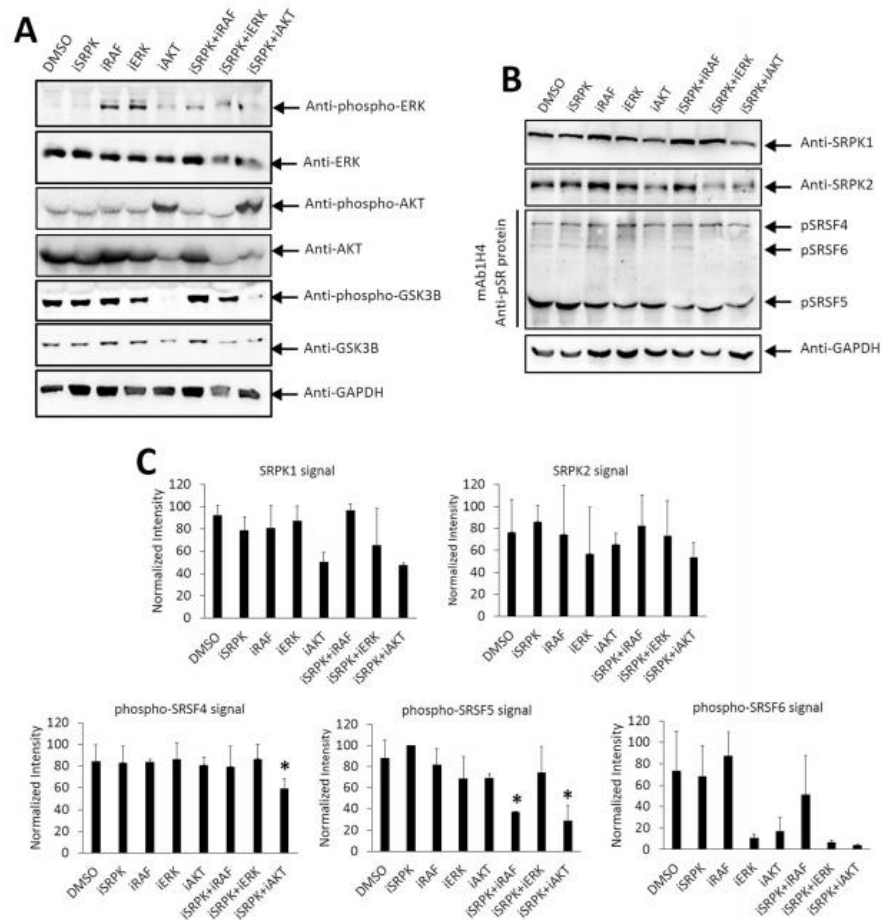 A
DMSO
iSRPK
iRAF
iERK
iAKT
iSRPK+iRAF
iSRPK+iERK
iSRPK+iAKT
Anti-phospho-ERK
Anti-ERK
Anti-phospho-AKT
Anti-AKT
Anti-phospho-GSK3B
Anti-GSK3B
Anti-GAPDH
B
DMSO
iSRPK
iRAF
iERK
iAKT
iSRPK+iRAF
iSRPK+iERK
iSRPK+iAKT
Anti-SRPK1
Anti-SRPK2
mAb1H4
Anti-pSR protein
pSRSF4
pSRSF6
pSRSF5
Anti-GAPDH
C
SRPK1 signal
Normalized Intensity
120
100
80
60
40
20
0
DMSO
iSRPK
iRAF
iERK
iAKT
iSRPK+iRAF
iSRPK+iERK
iSRPK+iAKT
SRPK2 signal
Normalized Intensity
120
100
80
60
40
20
0
DMSO
iSRPK
iRAF
iERK
iAKT
iSRPK+iRAF
iSRPK+iERK
iSRPK+iAKT
phospho-SRSF4 signal
Normalized Intensity
120
100
80
60
40
20
0
*
DMSO
iSRPK
iRAF
iERK
iAKT
iSRPK+iRAF
iSRPK+iERK
iSRPK+iAKT
phospho-SRSF5 signal
Normalized Intensity
120
100
80
60
40
20
0
*
*
DMSO
iSRPK
iRAF
iERK
iAKT
iSRPK+iRAF
iSRPK+iERK
iSRPK+iAKT
phospho-SRSF6 signal
Normalized Intensity
120
100
80
60
40
20
0
DMSO
iSRPK
iRAF
iERK
iAKT
iSRPK+iRAF
iSRPK+iERK
iSRPK+iAKT